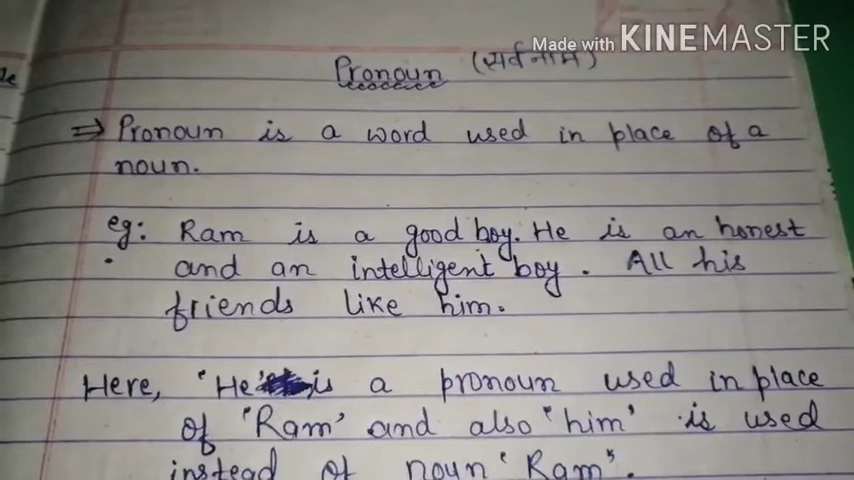 Made with KINEMASTER
Pronoun (सर्वनाम)
⇒ Pronoun is a word used in place of a
noun.
eg: Ram is a good boy. He is an honest
and an intelligent boy. All his
friends like him.
Here, 'He' is a pronoun used in place
of 'Ram' and also 'him' is used
instead of noun 'Ram'.